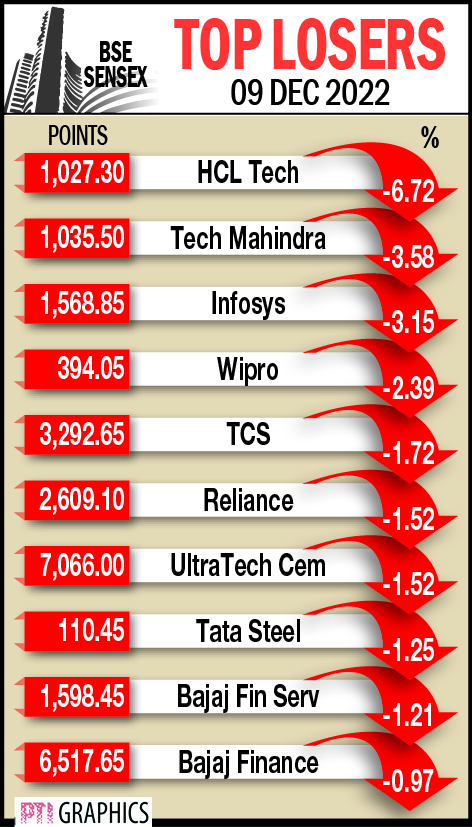 BSE
SENSEX
TOP LOSERS
09 DEC 2022
POINTS %
1,027.30 HCL Tech -6.72
1,035.50 Tech Mahindra -3.58
1,568.85 Infosys -3.15
394.05 Wipro -2.39
3,292.65 TCS -1.72
2,609.10 Reliance -1.52
7,066.00 UltraTech Cem -1.52
110.45 Tata Steel -1.25
1,598.45 Bajaj Fin Serv -1.21
6,517.65 Bajaj Finance -0.97
PTI GRAPHICS